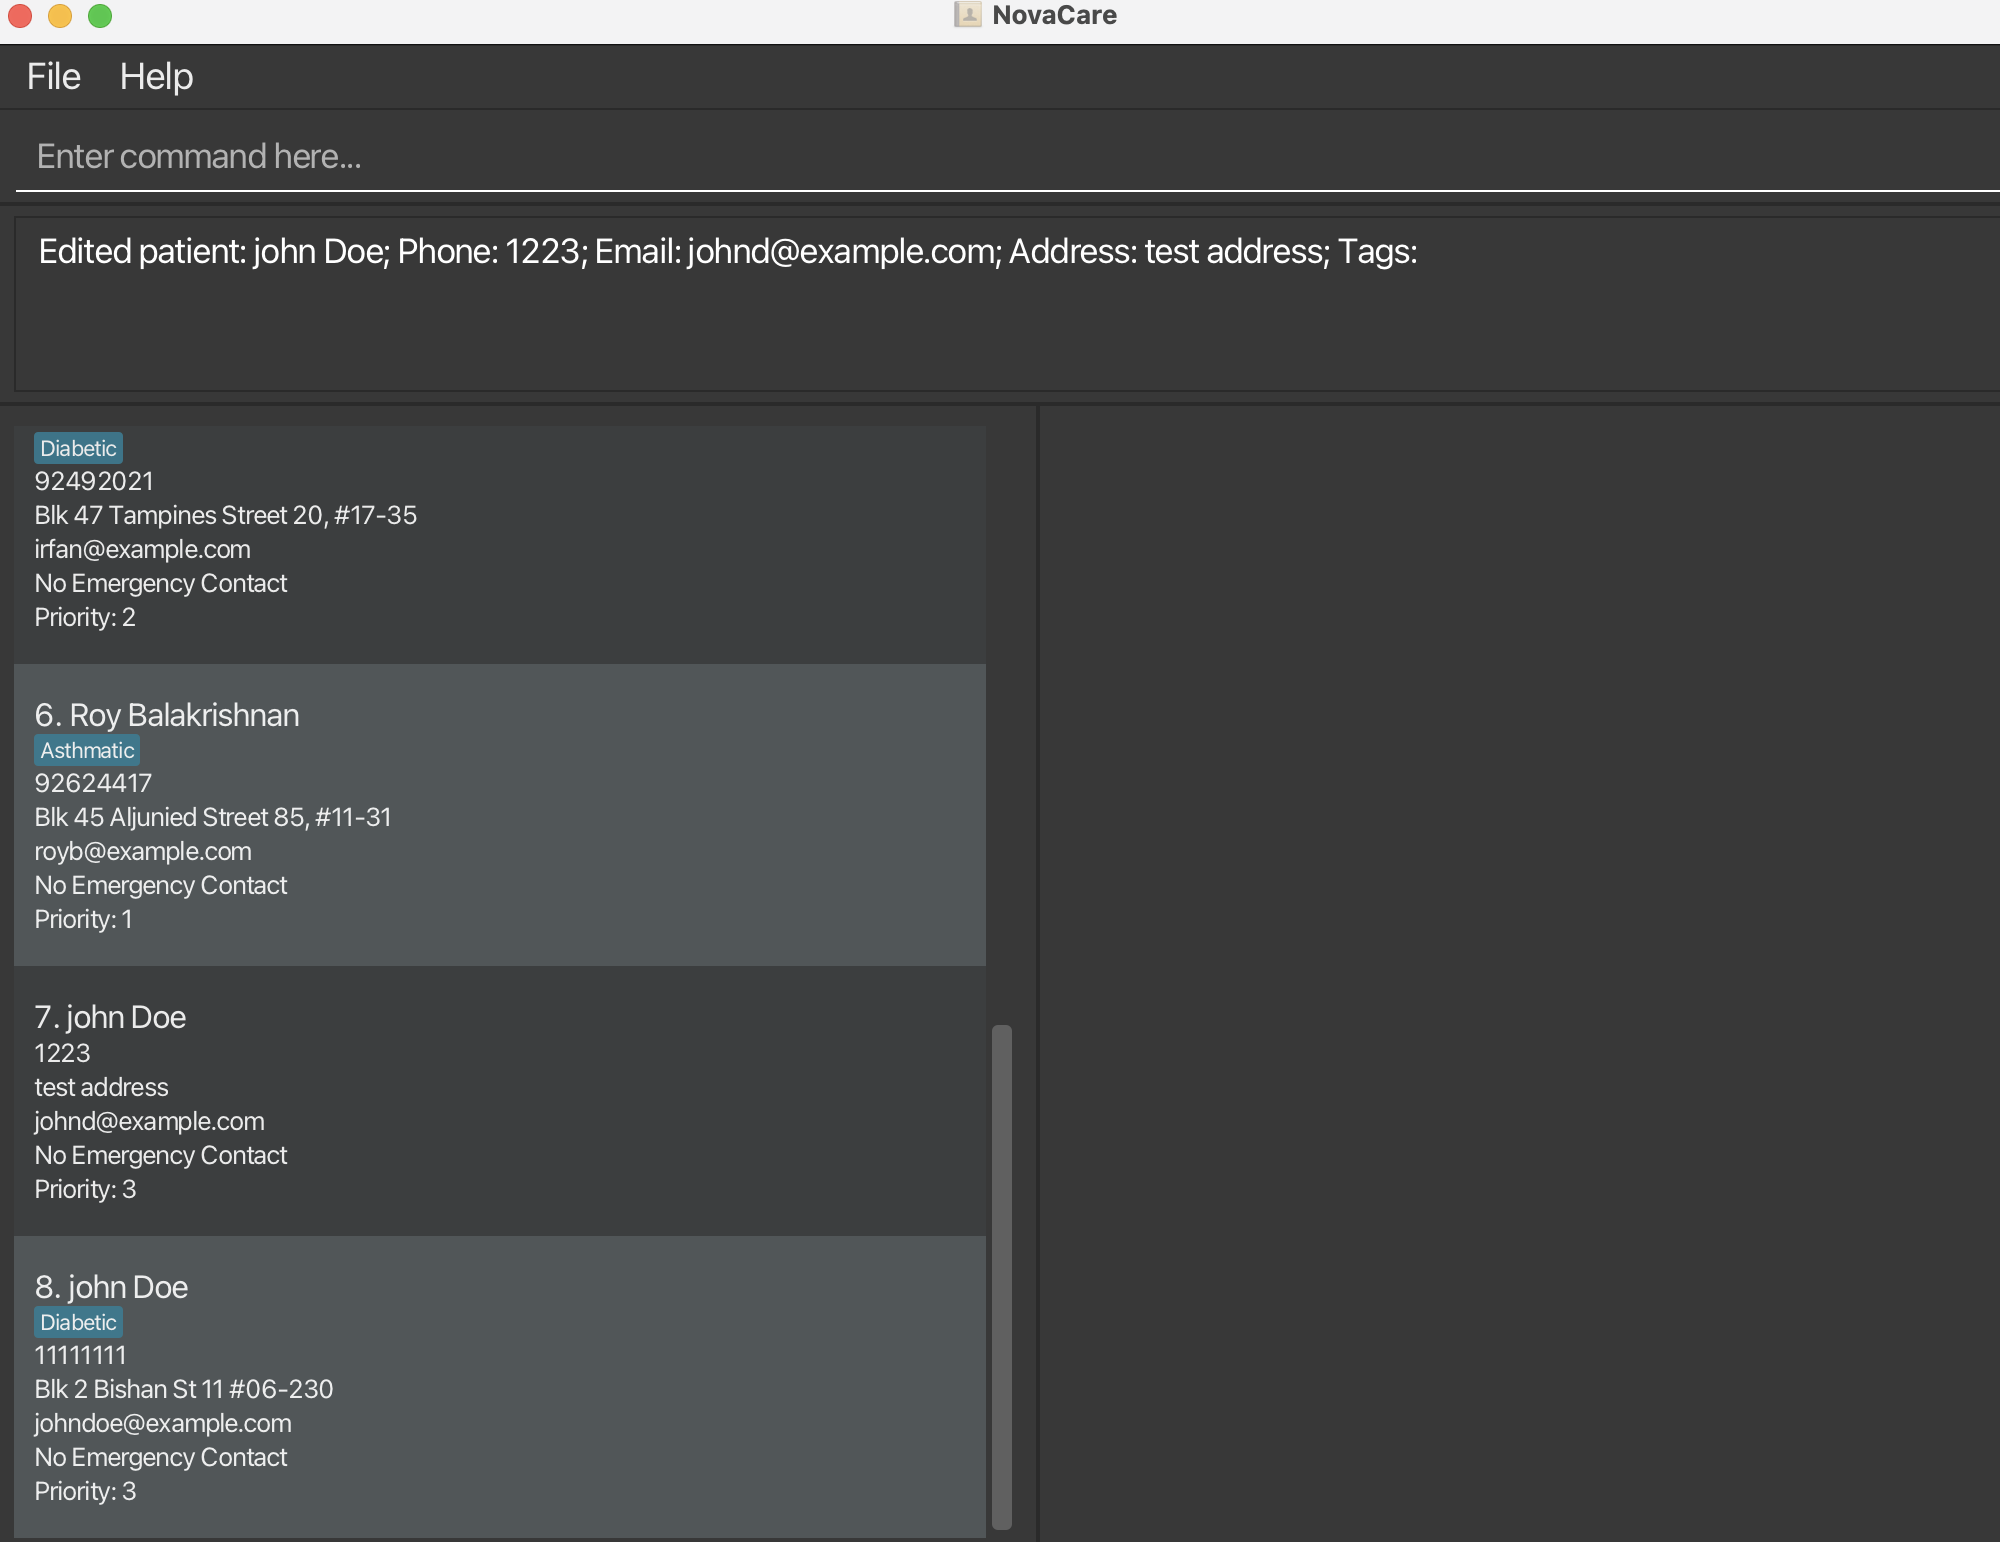 NovaCare
File Help
Enter command here...
Edited patient: john Doe; Phone: 1223; Email: johnd@example.com; Address: test address; Tags:
Diabetic
92492021
Blk 47 Tampines Street 20, #17-35
irfan@example.com
No Emergency Contact
Priority: 2
6. Roy Balakrishnan
Asthmatic
92624417
Blk 45 Aljunied Street 85, #11-31
royb@example.com
No Emergency Contact
Priority: 1
7. john Doe
1223
test address
johnd@example.com
No Emergency Contact
Priority: 3
8. john Doe
Diabetic
11111111
Blk 2 Bishan St 11 #06-230
johndoe@example.com
No Emergency Contact
Priority: 3